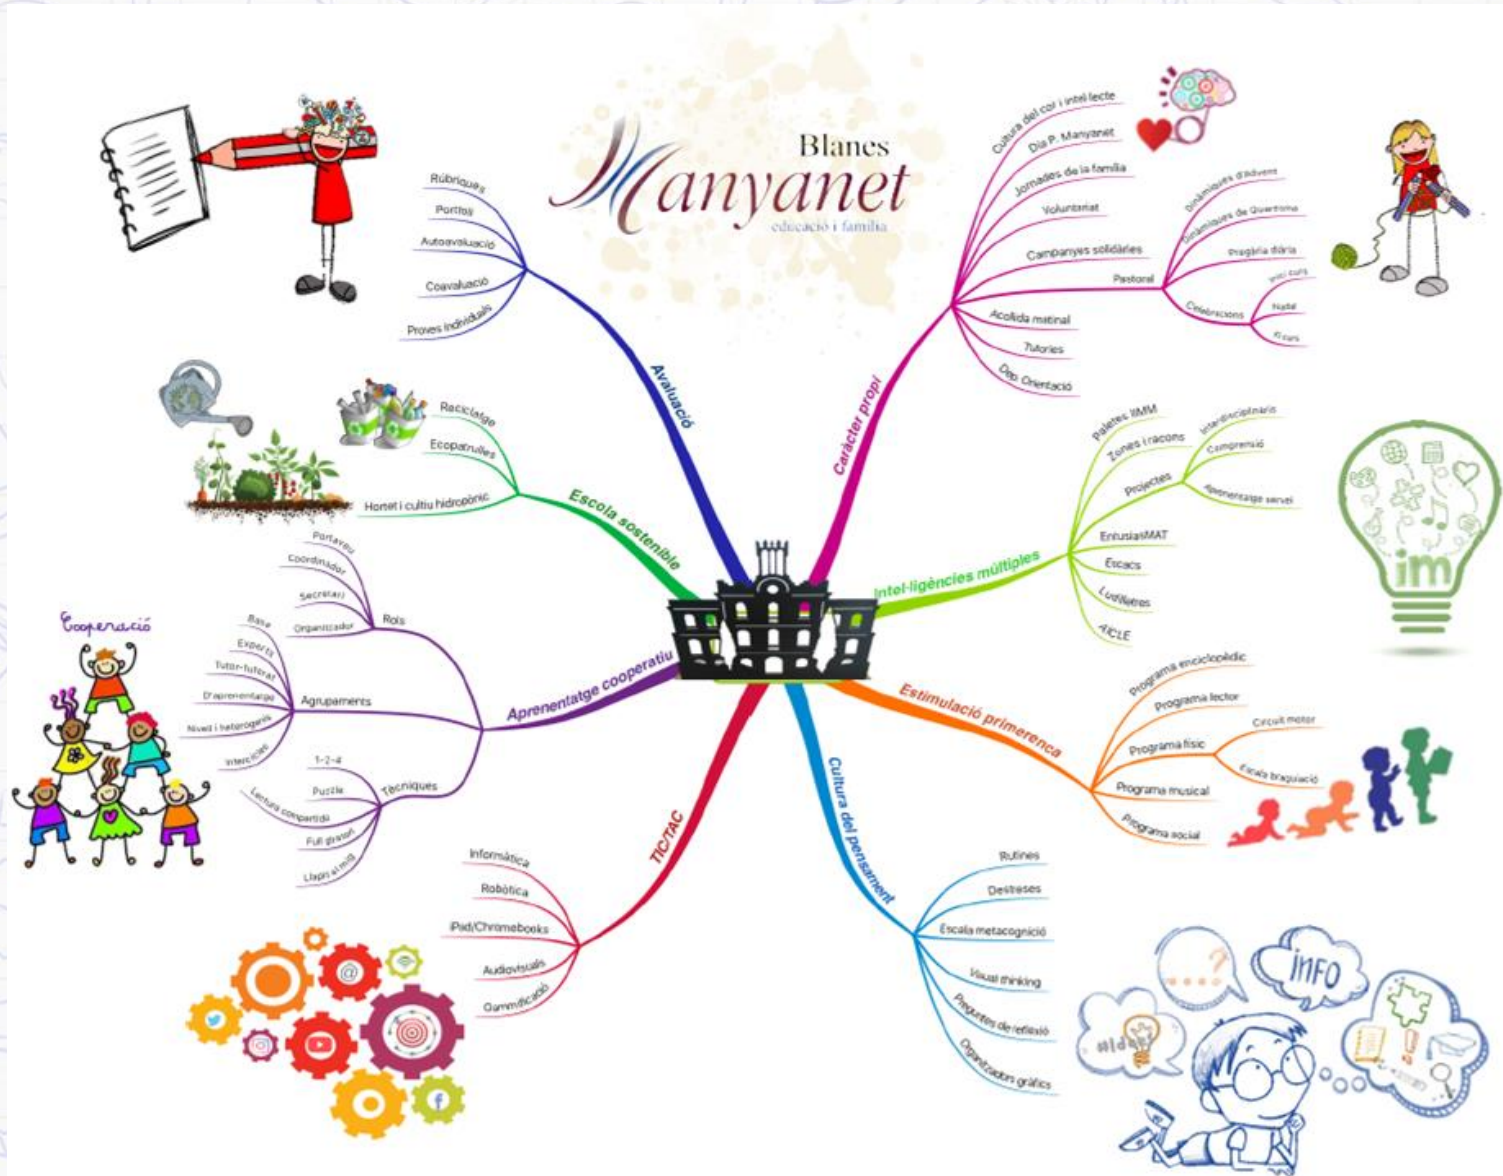 Blanes
Manyanet
educació i família
Avaluació
Rúbriques
Portfoli
Autoavaluació
Coavaluació
Proves individuals
Escola sostenible
Reciclatge
Ecopatrulles
Hortet i cultiu hidropònic
Aprenentatge cooperatiu
Rols
Portaveu
Coordinador
Secretari
Organitzador
Agrupaments
Base
Experts
Tutor-tutorat
D'aprenentatge
Nivell i heterogenis
Intercicles
Tècniques
1-2-4
Puzzle
Lectura compartida
Full giratori
Llapis al mig
Cooperació
TIC/TAC
Informàtica
Robòtica
iPad/Chromebooks
Audiovisuals
Gammificació
Caràcter propi
Cultura del cor i intel·lecte
Dia P. Manyanet
Jornades de la família
Voluntariat
Campanyes solidàries
Pastoral
Dinàmiques d'Advent
Dinàmiques de Quaresma
Pregària diària
Celebracions
Inici curs
Nadal
Fi curs
Acollida matinal
Tutories
Dep. Orientació
Intel·ligències múltiples
Paletes IIMM
Zones i racons
Projectes
Interdisciplinaris
Comprensió
Aprenentatge servei
EntusiasMAT
Escacs
Ludilletres
AICLE
im
Estimulació primerenca
Programa enciclopèdic
Programa lector
Programa físic
Circuit motor
Escala braquiació
Programa musical
Programa social
Cultura del pensament
Rutines
Destreses
Escala metacognició
Visual thinking
Preguntes de reflexió
Organitzadors gràfics
....?
INFO